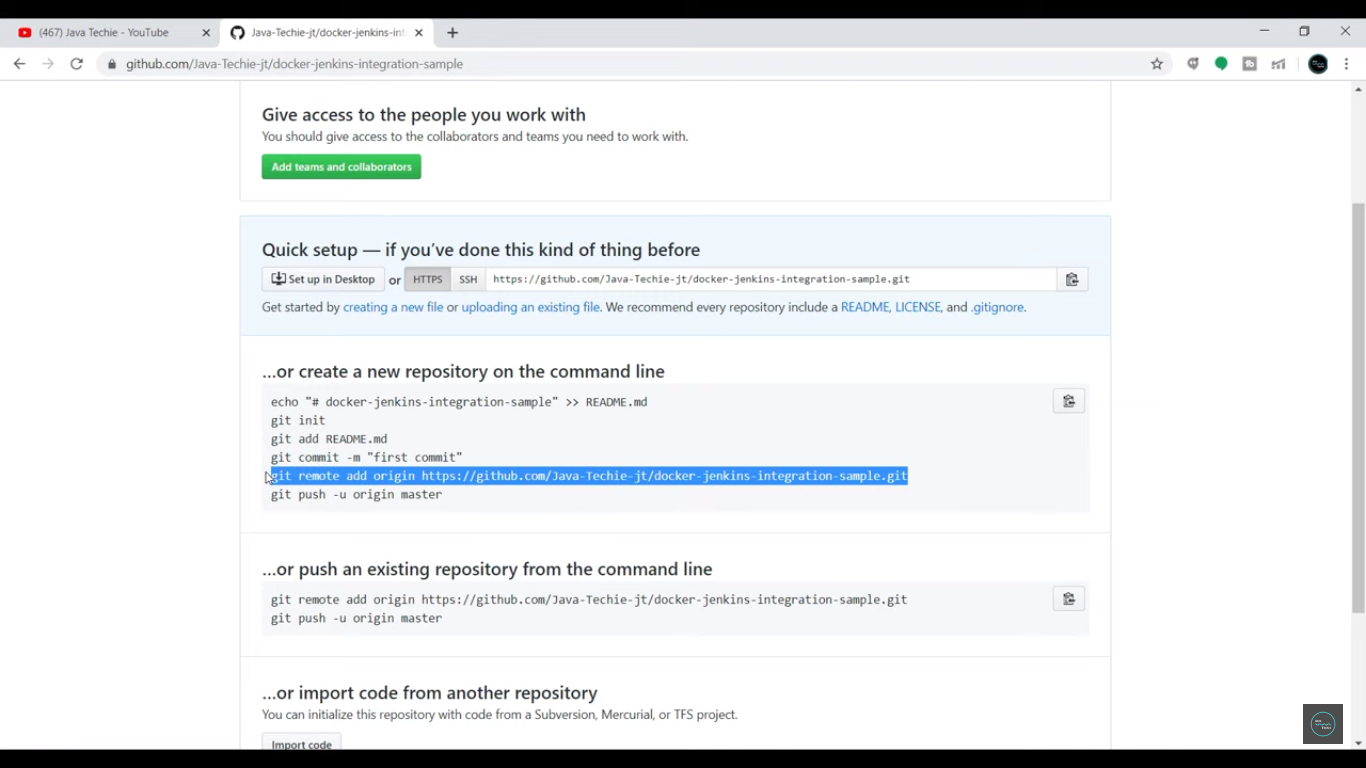 (467) Java Techie - YouTube
Java-Techie-jt/docker-jenkins-int
github.com/Java-Techie-jt/docker-jenkins-integration-sample
Give access to the people you work with
You should give access to the collaborators and teams you need to work with.
Add teams and collaborators
Quick setup — if you've done this kind of thing before
Set up in Desktop or HTTPS SSH https://github.com/Java-Techie-jt/docker-jenkins-integration-sample.git
Get started by creating a new file or uploading an existing file. We recommend every repository include a README, LICENSE, and .gitignore.
...or create a new repository on the command line
echo "# docker-jenkins-integration-sample" >> README.md
git init
git add README.md
git commit -m "first commit"
git remote add origin https://github.com/Java-Techie-jt/docker-jenkins-integration-sample.git
git push -u origin master
...or push an existing repository from the command line
git remote add origin https://github.com/Java-Techie-jt/docker-jenkins-integration-sample.git
git push -u origin master
...or import code from another repository
You can initialize this repository with code from a Subversion, Mercurial, or TFS project.
Import code